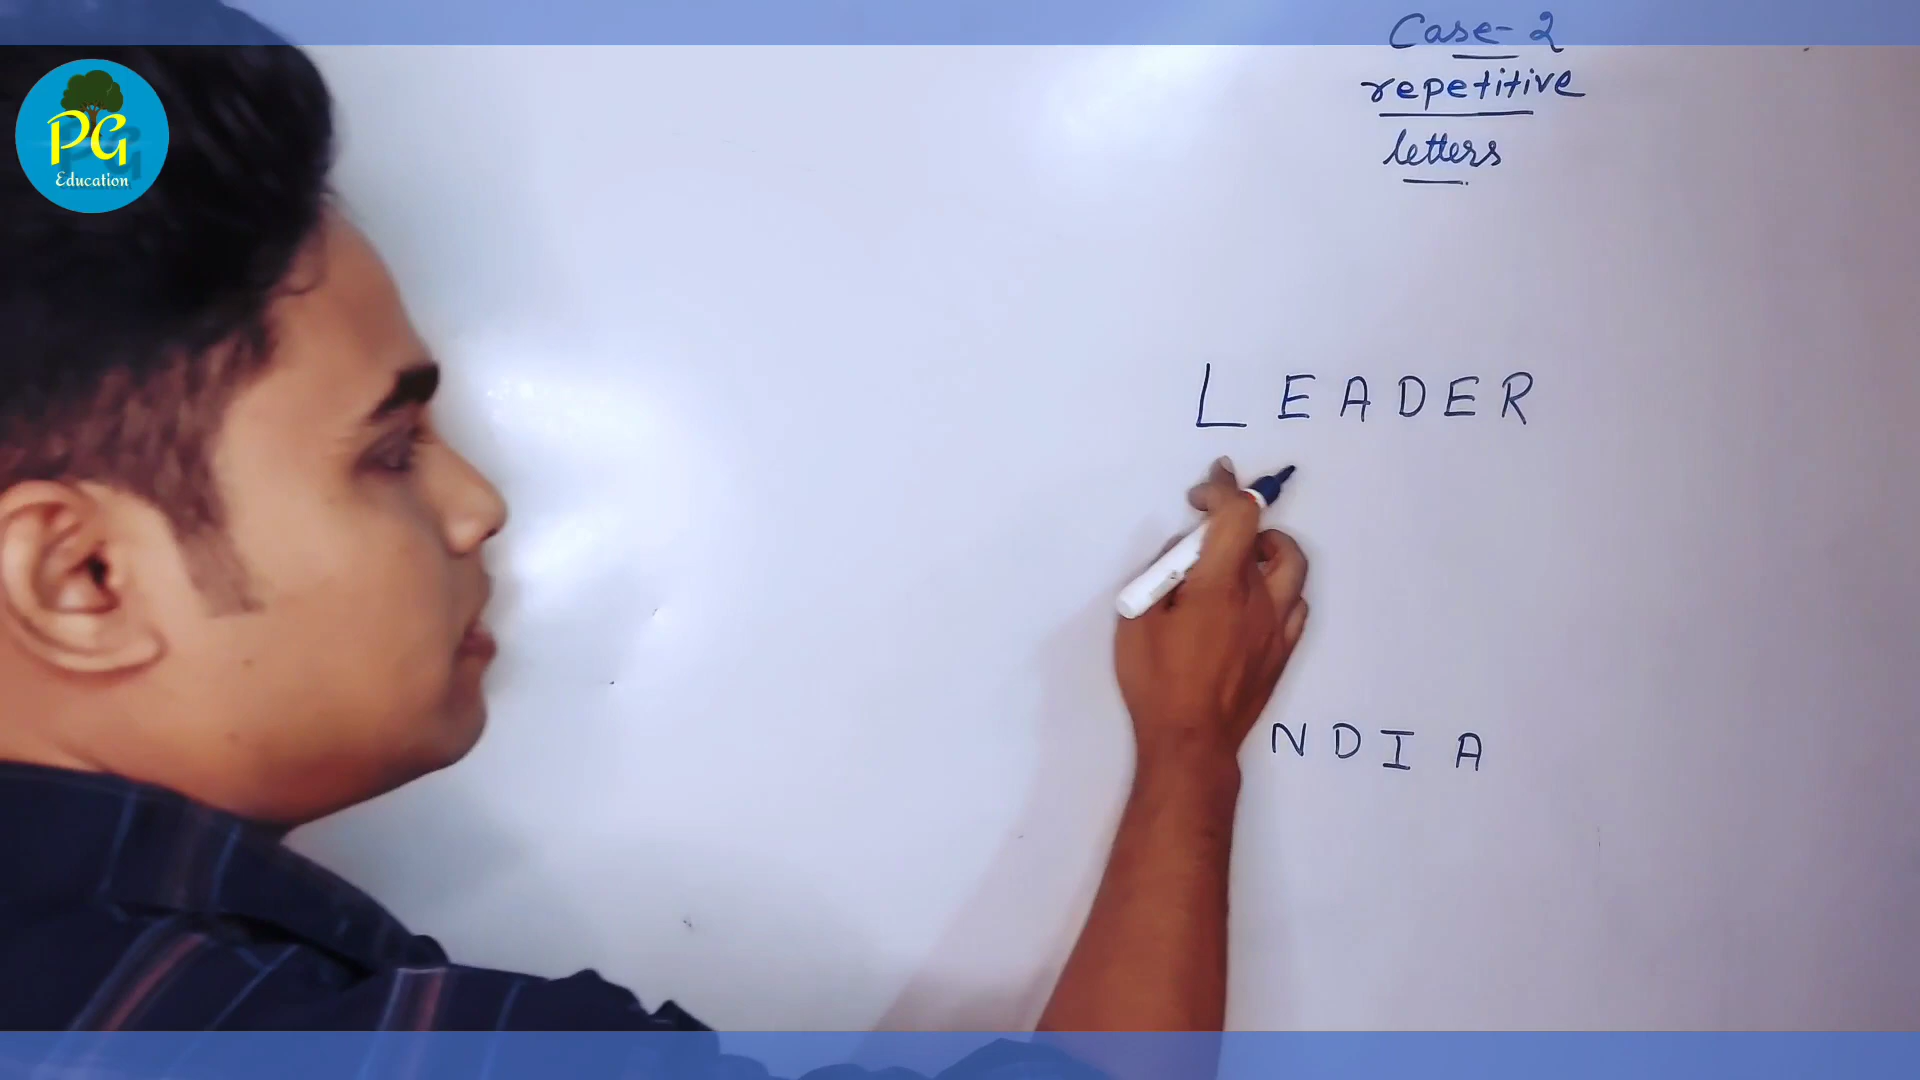 Case-2
repetitive
letters
PG
Education
LEADER
NDIA